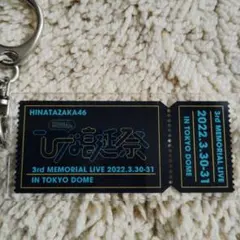 HINATAZAKA46
ひな誕祭
3rd MEMORIAL LIVE 2022.3.30-31
IN TOKYO DOME
3rd MEMORIAL LIVE
2022.3.30-31
IN TOKYO DOME